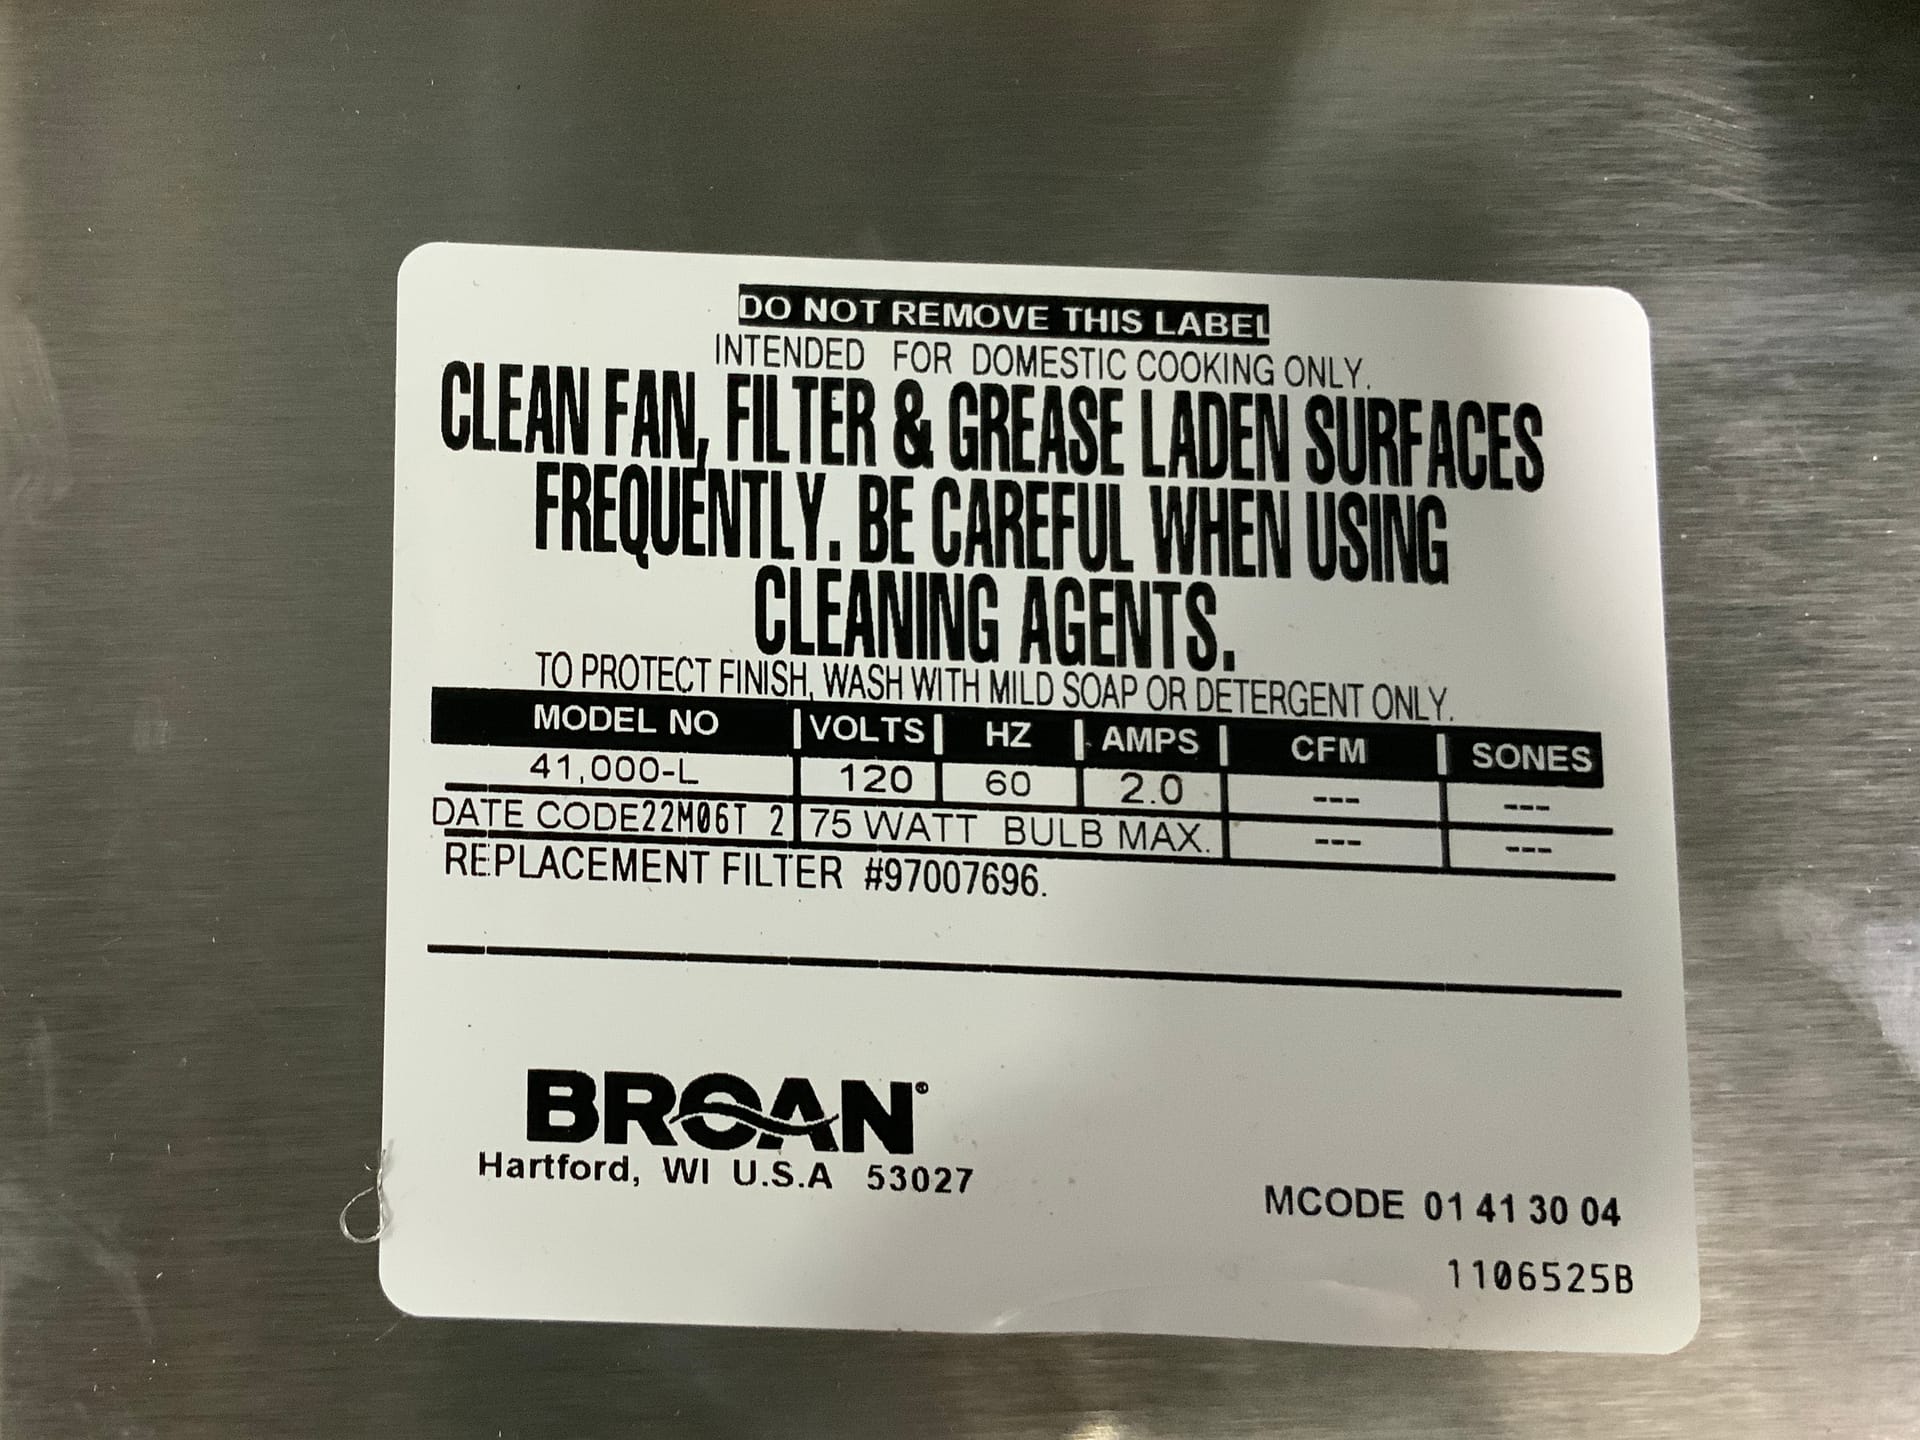 DO NOT REMOVE THIS LABEL
INTENDED FOR DOMESTIC COOKING ONLY.
CLEAN FAN, FILTER & GREASE LADEN SURFACES
FREQUENTLY. BE CAREFUL WHEN USING
CLEANING AGENTS.
TO PROTECT FINISH, WASH WITH MILD SOAP OR DETERGENT ONLY.
MODEL NO | VOLTS | HZ | AMPS | CFM | SONES
41,000-L 120 60 2.0 --- ---
DATE CODE22M06T 2 75 WATT BULB MAX. --- ---
REPLACEMENT FILTER #97007696.
BROAN®
Hartford, WI U.S.A 53027
MCODE 01 41 30 04
1106525B